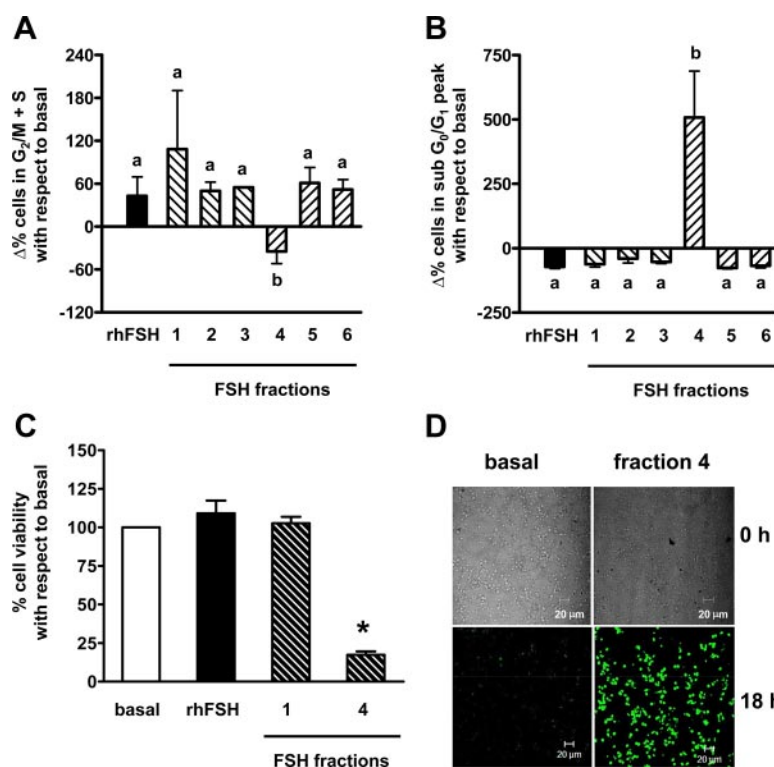 A
Δ% cells in G2/M + S
with respect to basal
240
180
120
60
0
-60
-120
a
a
a
a
b
a
a
rhFSH 1 2 3 4 5 6
FSH fractions
B
Δ% cells in sub G0/G1 peak
with respect to basal
750
500
250
0
-250
b
a a a a a a
rhFSH 1 2 3 4 5 6
FSH fractions
C
% cell viability
with respect to basal
150
125
100
75
50
25
0
*
basal rhFSH 1 4
FSH fractions
D
basal fraction 4
0 h
20 µm 20 µm
18 h
20 µm 20 µm